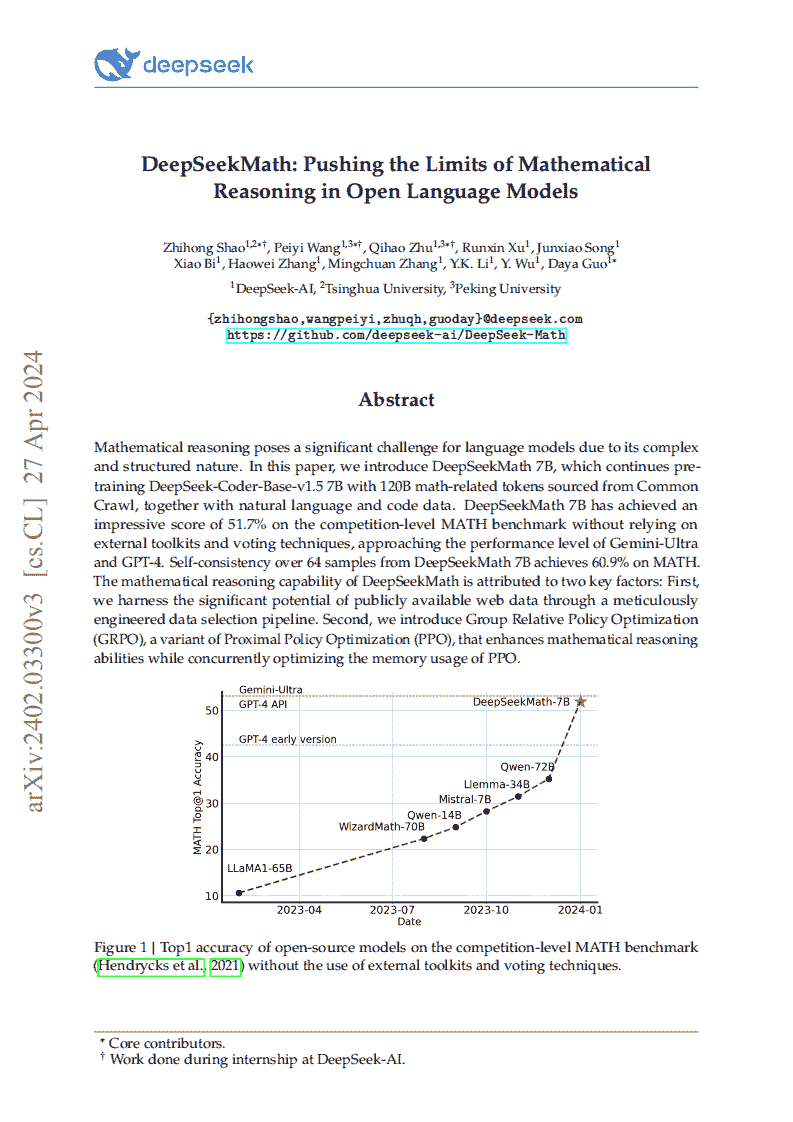 deepseek
DeepSeekMath: Pushing the Limits of Mathematical
Reasoning in Open Language Models
Zhihong Shao1,2∗†, Peiyi Wang1,3∗†, Qihao Zhu1,3∗†, Runxin Xu1, Junxiao Song1
Xiao Bi1, Haowei Zhang1, Mingchuan Zhang1, Y.K. Li1, Y. Wu1, Daya Guo1∗
1DeepSeek-AI, 2Tsinghua University, 3Peking University
{zhihongshao,wangpeiyi,zhuqh,guoday}@deepseek.com
https://github.com/deepseek-ai/DeepSeek-Math
Abstract
Mathematical reasoning poses a significant challenge for language models due to its complex
and structured nature. In this paper, we introduce DeepSeekMath 7B, which continues pre-
training DeepSeek-Coder-Base-v1.5 7B with 120B math-related tokens sourced from Common
Crawl, together with natural language and code data. DeepSeekMath 7B has achieved an
impressive score of 51.7% on the competition-level MATH benchmark without relying on
external toolkits and voting techniques, approaching the performance level of Gemini-Ultra
and GPT-4. Self-consistency over 64 samples from DeepSeekMath 7B achieves 60.9% on MATH.
The mathematical reasoning capability of DeepSeekMath is attributed to two key factors: First,
we harness the significant potential of publicly available web data through a meticulously
engineered data selection pipeline. Second, we introduce Group Relative Policy Optimization
(GRPO), a variant of Proximal Policy Optimization (PPO), that enhances mathematical reasoning
abilities while concurrently optimizing the memory usage of PPO.
arXiv:2402.03300v3 [cs.CL] 27 Apr 2024
Gemini-Ultra
GPT-4 API
DeepSeekMath-7B
50
GPT-4 early version
40
Qwen-72B
Llemma-34B
30
Mistral-7B
Qwen-14B
WizardMath-70B
20
LLaMA1-65B
10
MATH Top@1 Accuracy
2023-04
2023-07
2023-10
2024-01
Date
Figure 1 | Top1 accuracy of open-source models on the competition-level MATH benchmark
(Hendrycks et al., 2021) without the use of external toolkits and voting techniques.
∗ Core contributors.
† Work done during internship at DeepSeek-AI.